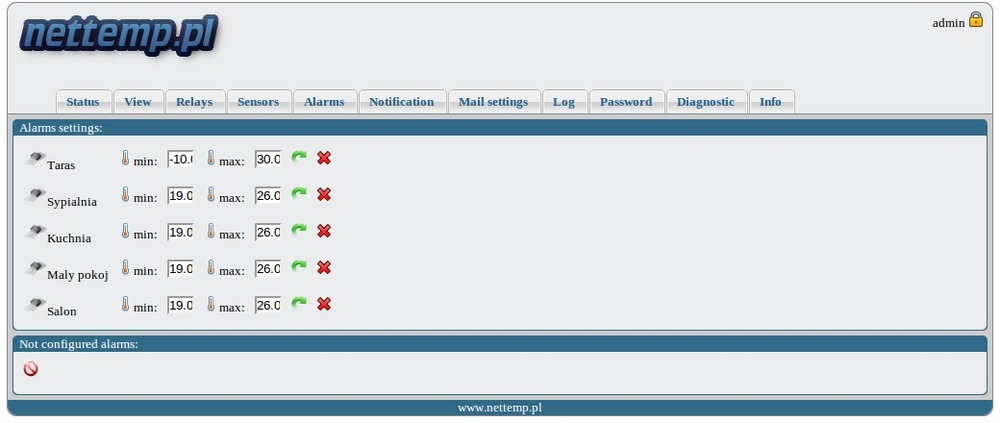 nettemp.pl
admin
Status View Relays Sensors Alarms Notification Mail settings Log Password Diagnostic Info
Alarms settings:
Taras min: -10.0 max: 30.0
Sypialnia min: 19.0 max: 26.0
Kuchnia min: 19.0 max: 26.0
Maly pokoj min: 19.0 max: 26.0
Salon min: 19.0 max: 26.0
Not configured alarms:
www.nettemp.pl